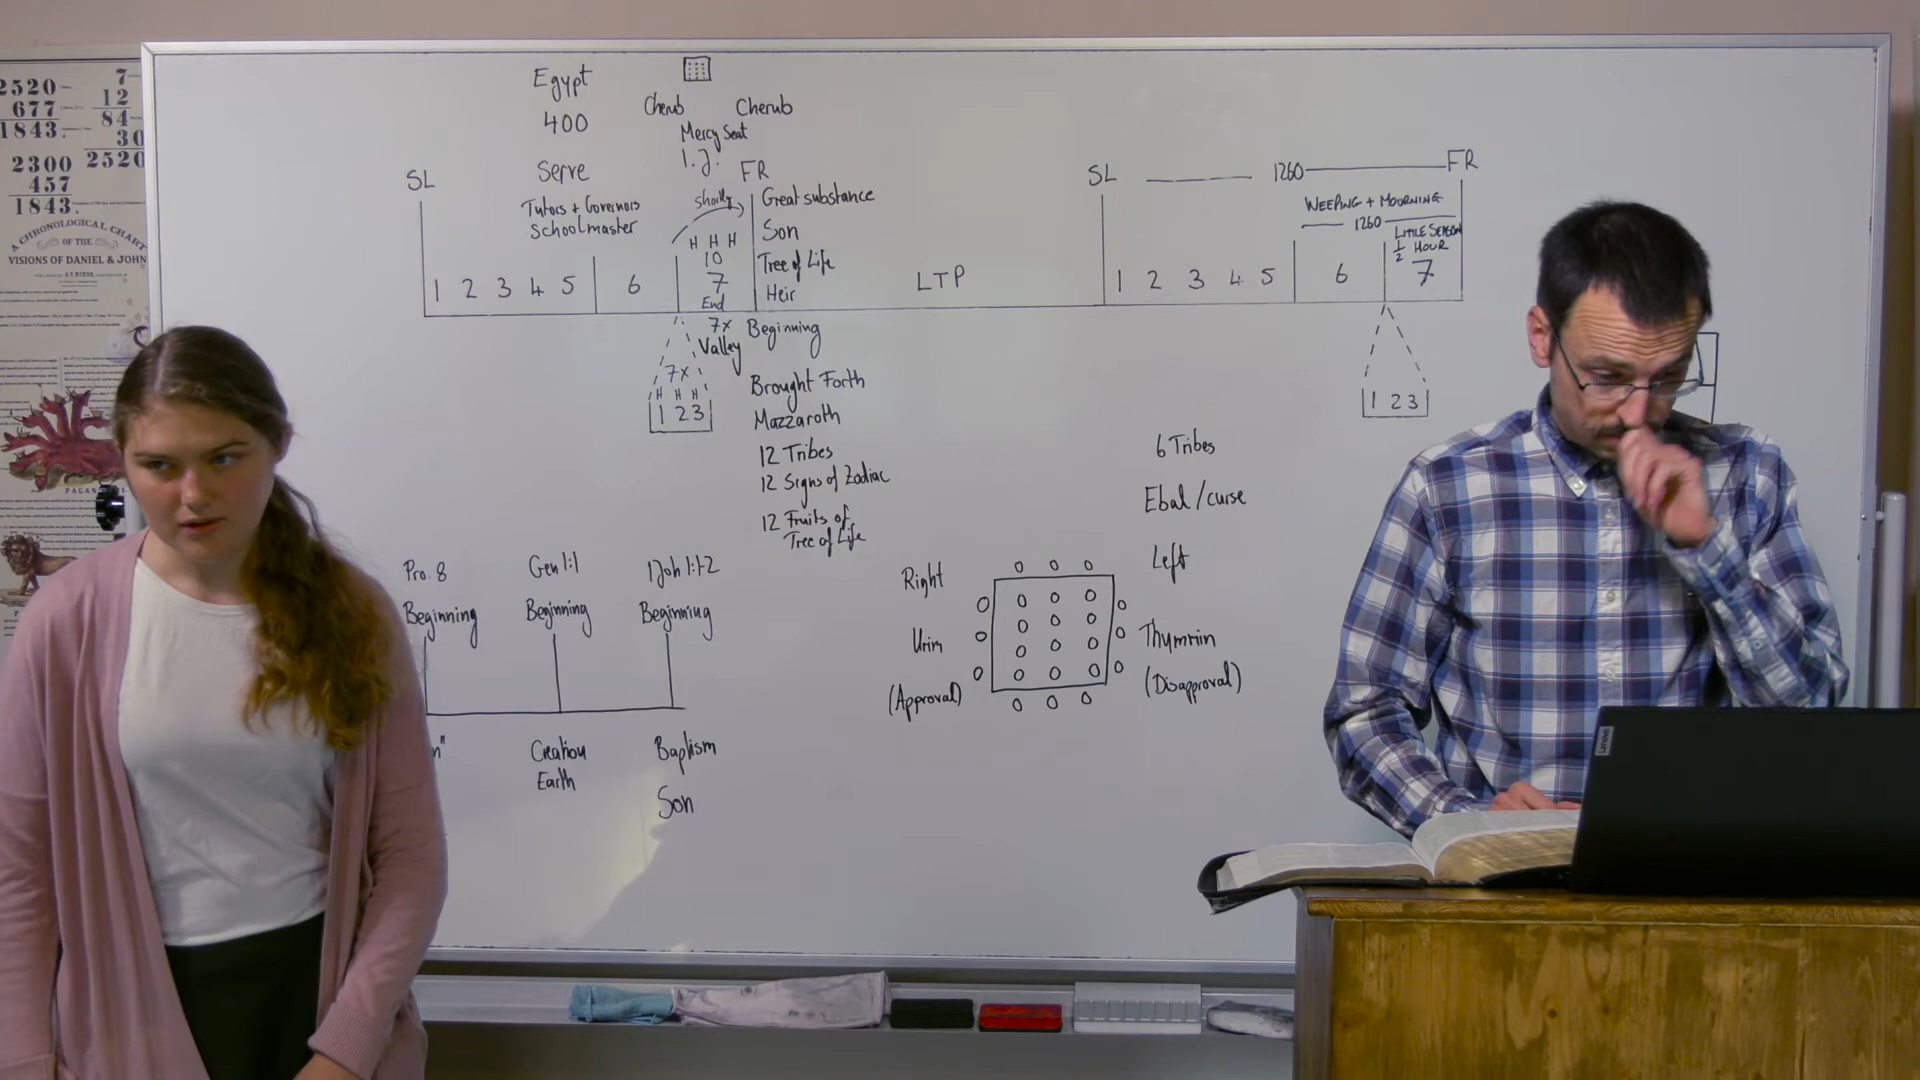 2520
677
1843.
7
12
84
30
2520
2300
457
1843.
A CHRONOLOGICAL CHART
OF THE
VISIONS OF DANIEL & JOHN
PAGAN
Egypt
400
Serve
Tutors + Governors
Schoolmaster
Cherub Cherub
Mercy Seat
1. J.
SL
FR
shortly
Great substance
Son
Tree of Life
Heir
H H H
10
1 2 3 4 5 6 7
End
7x Beginning
Valley
7x
H H H
1 2 3
Brought Forth
Mazzaroth
12 Tribes
12 Signs of Zodiac
12 Fruits of
Tree of Life
LTP
SL 1260 FR
WEEPING + MOURNING
1260
LITTLE SEASON
1/2 HOUR
1 2 3 4 5 6 7
1 2 3
6 Tribes
Ebal/curse
Left
Thymmin
(Disapproval)
Right
Urim
(Approval)
Pro. 8 Gen 1:1 1Joh 1:1-2
Beginning Beginning Beginning
n"
Creation
Earth
Baptism
Son
Lenovo